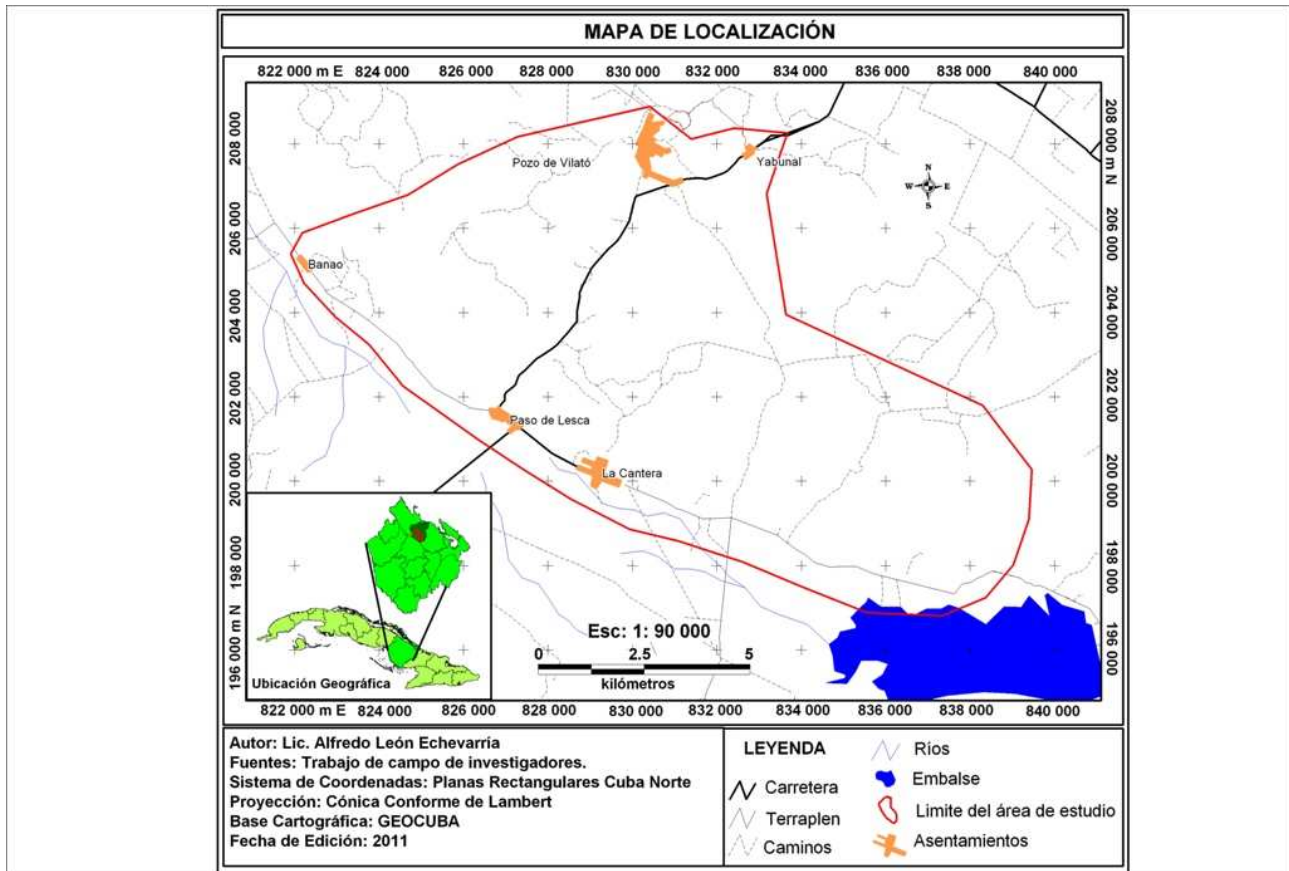 MAPA DE LOCALIZACIÓN
822 000 m E 824 000 826 000 828 000 830 000 832 000 834 000 836 000 838 000 840 000
208 000
206 000
204 000
202 000
200 000
198 000
196 000 m N
208 000 m N
206 000
204 000
202 000
200 000
198 000
196 000
Pozo de Vilató
Yabunal
N
W E
S
Banao
Paso de Lesca
La Cantera
Ubicación Geográfica
Esc: 1: 90 000
0 2.5 5
kilómetros
822 000 m E 824 000 826 000 828 000 830 000 832 000 834 000 836 000 838 000 840 000
Autor: Lic. Alfredo León Echevarría
Fuentes: Trabajo de campo de investigadores.
Sistema de Coordenadas: Planas Rectangulares Cuba Norte
Proyección: Cónica Conforme de Lambert
Base Cartográfica: GEOCUBA
Fecha de Edición: 2011
LEYENDA
Carretera
Terraplen
Caminos
Ríos
Embalse
Limite del área de estudio
Asentamientos